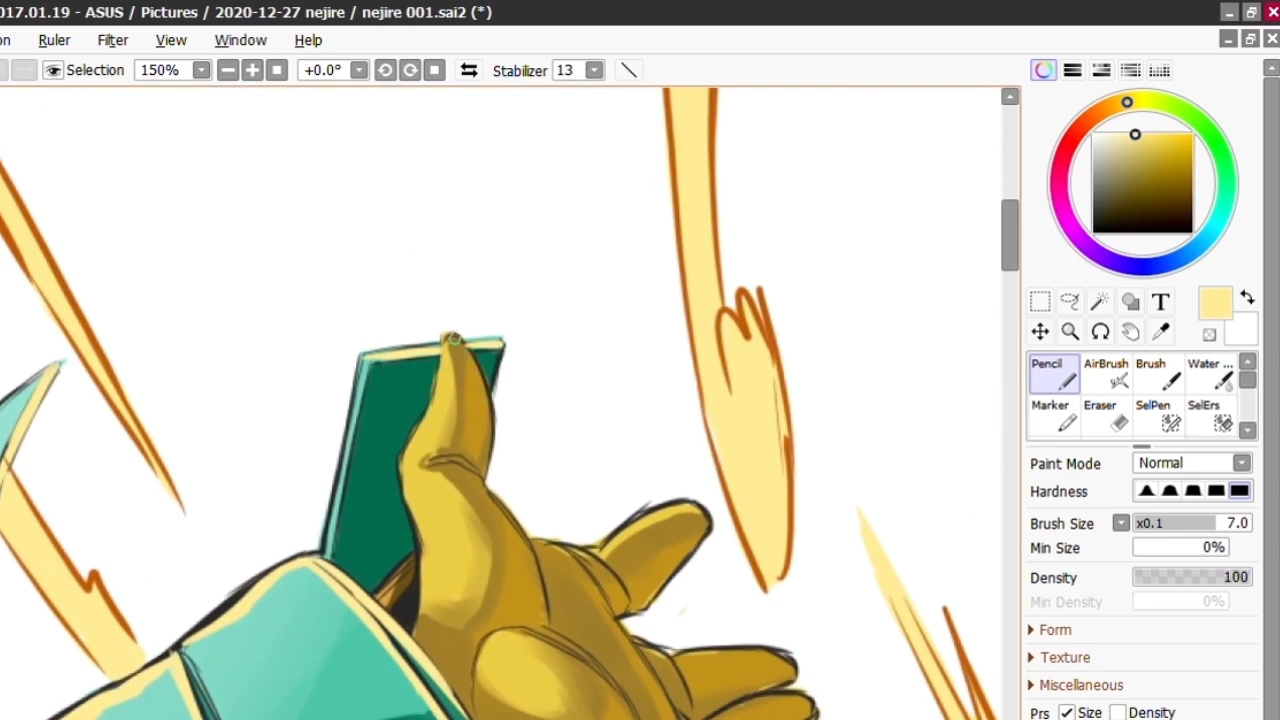 017.01.19 - ASUS / Pictures / 2020-12-27 nejire / nejire 001.sai2 (*)
on Ruler Filter View Window Help
Selection 150% +0.0° Stabilizer 13
T
Pencil AirBrush Brush Water ...
Marker Eraser SelPen SelErs
Paint Mode Normal
Hardness
Brush Size x0.1 7.0
Min Size 0%
Density 100
Min Density 0%
Form
Texture
Miscellaneous
Prs Size Density